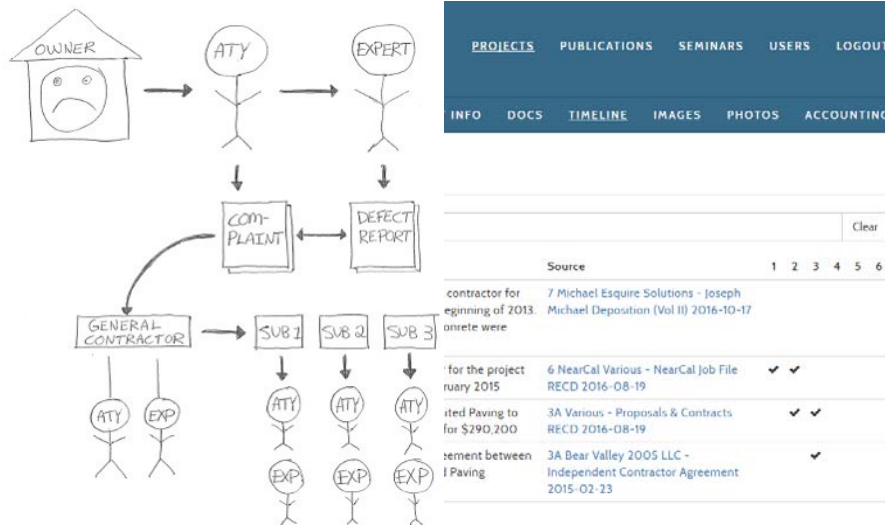 OWNER
ATY
EXPERT
COM-
PLAINT
DEFECT
REPORT
GENERAL
CONTRACTOR
SUB 1
SUB 2
SUB 3
ATY
EXP
ATY
ATY
ATY
EXP
EXP
EXP
PROJECTS PUBLICATIONS SEMINARS USERS LOGOUT
INFO DOCS TIMELINE IMAGES PHOTOS ACCOUNTING
Clear
Source 1 2 3 4 5 6
contractor for
eginning of 2013.
were
7 Michael Esquire Solutions - Joseph
Michael Deposition (Vol II) 2016-10-17
for the project
ruary 2015
6 NearCal Various - NearCal Job File
RECD 2016-08-19
ited Paving to
for $290,200
3A Various - Proposals & Contracts
RECD 2016-08-19
eement between
Paving
3A Bear Valley 2005 LLC -
Independent Contractor Agreement
2015-02-23